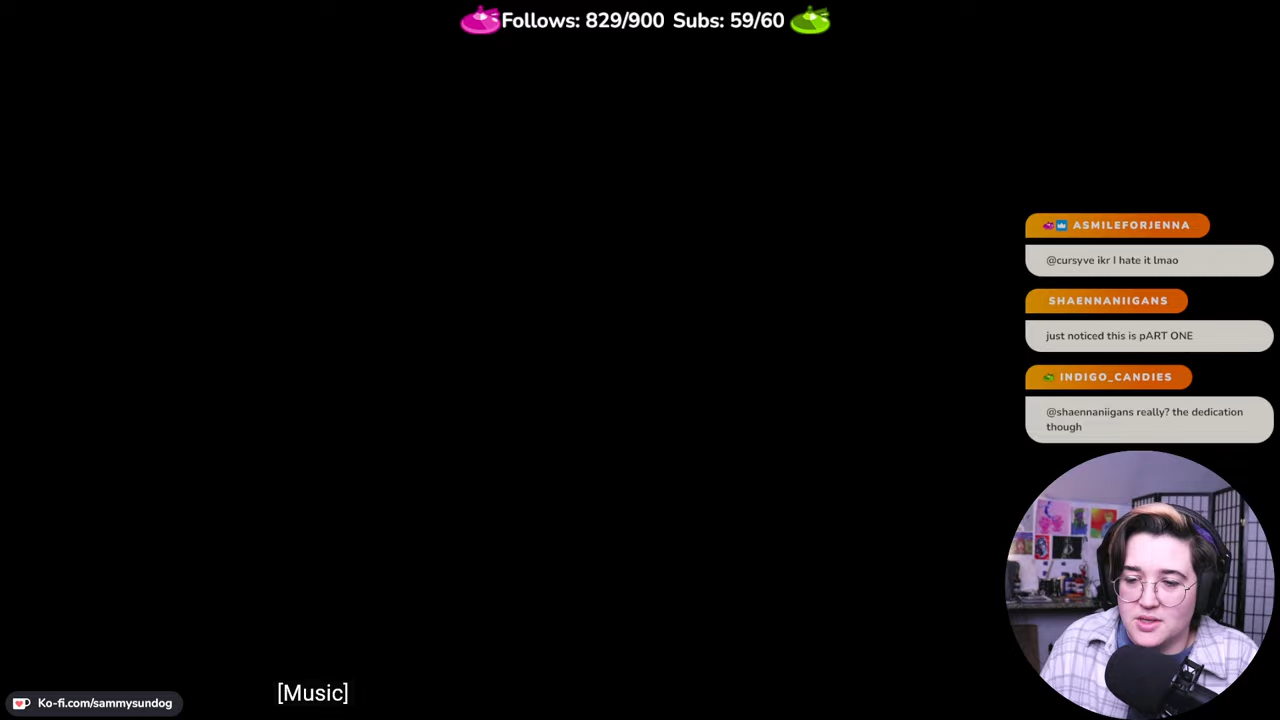 Follows: 829/900 Subs: 59/60
ASMILEFORJENNA
@cursyve ikr I hate it lmao
SHAENNANIIGANS
just noticed this is pART ONE
INDIGO_CANDIES
@shaennaniigans really? the dedication
though
[Music]
Ko-fi.com/sammysundog